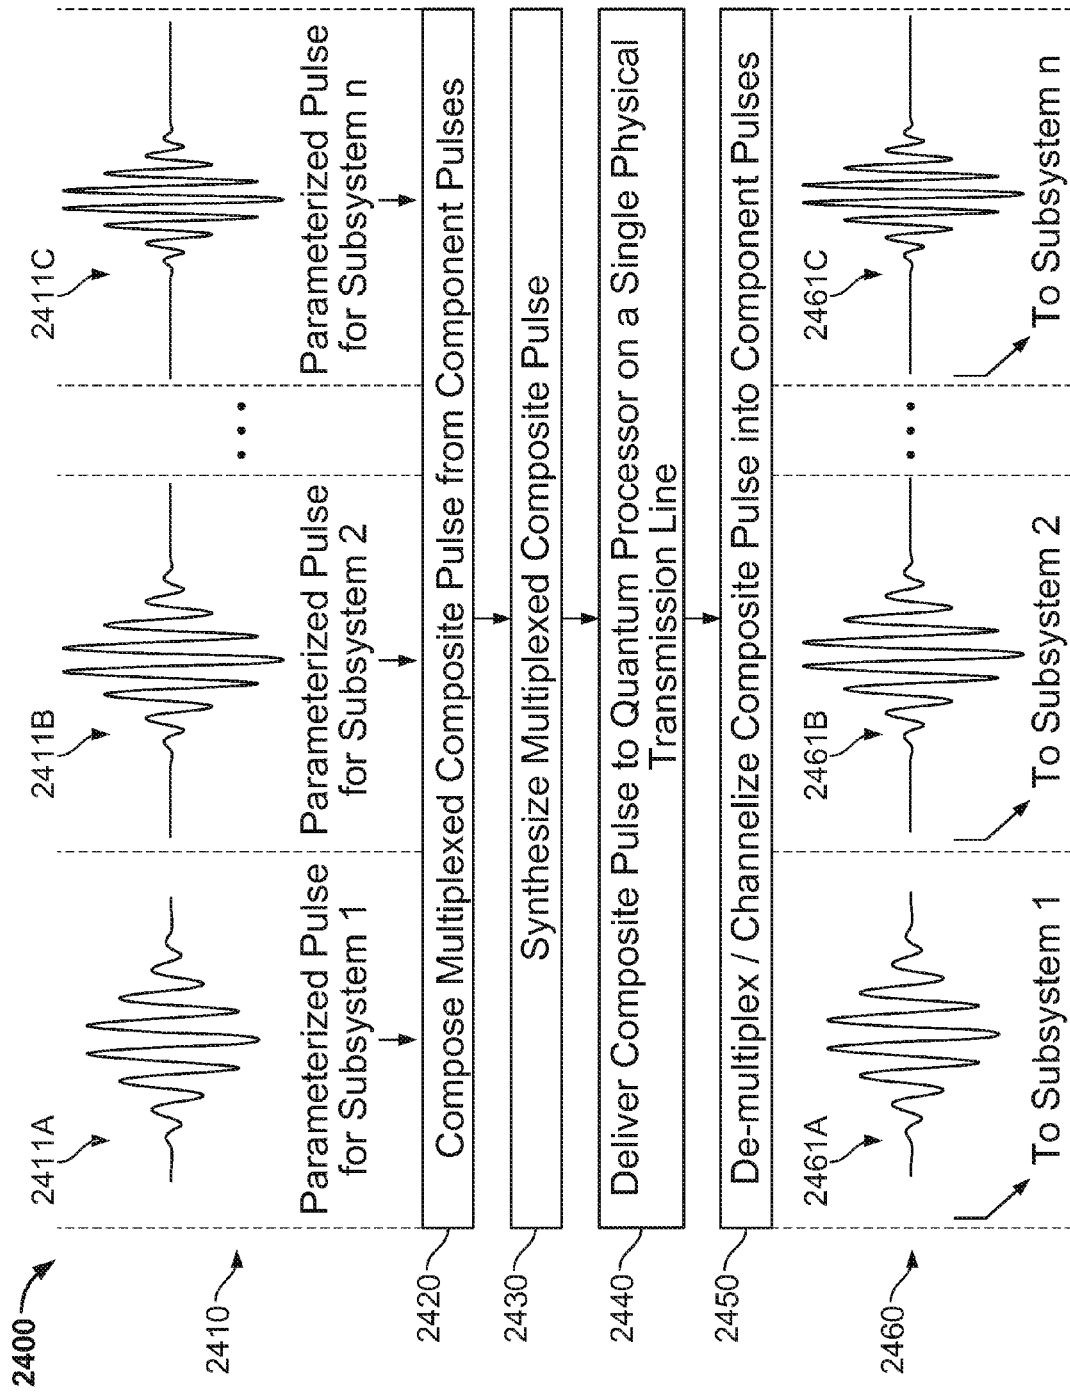 2400
2410
2411A
2411B
2411C
Parameterized Pulse
for Subsystem 1
Parameterized Pulse
for Subsystem 2
Parameterized Pulse
for Subsystem n
2420
Compose Multiplexed Composite Pulse from Component Pulses
2430
Synthesize Multiplexed Composite Pulse
2440
Deliver Composite Pulse to Quantum Processor on a Single Physical
Transmission Line
2450
De-multiplex / Channelize Composite Pulse into Component Pulses
2460
2461A
2461B
2461C
To Subsystem 1
To Subsystem 2
To Subsystem n